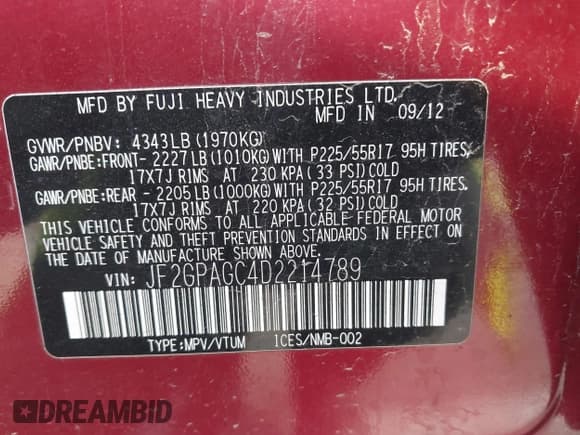 MFD BY FUJI HEAVY INDUSTRIES LTD.
MFD IN 09/12
GVWR/PNBV: 4343LB(1970KG)
GAWR/PNBE:FRONT- 2227LB(1010KG)WITH P225/55R17 95H TIRES,
17X7J RIMS AT 230 KPA(33 PSI)COLD
GAWR/PNBE:REAR - 2205LB(1000KG)WITH P225/55R17 95H TIRES,
17X7J RIMS AT 220 KPA(32 PSI)COLD
THIS VEHICLE CONFORMS TO ALL APPLICABLE FEDERAL MOTOR
VEHICLE SAFETY AND THEFT PREVENTION STANDARDS IN EFFECT
ON THE DATE OF MANUFACTURE SHOWN ABOVE.
VIN: JF2GPAGC4D2214789
TYPE:MPV/VTUM ICES/NMB-002
DREAMBID